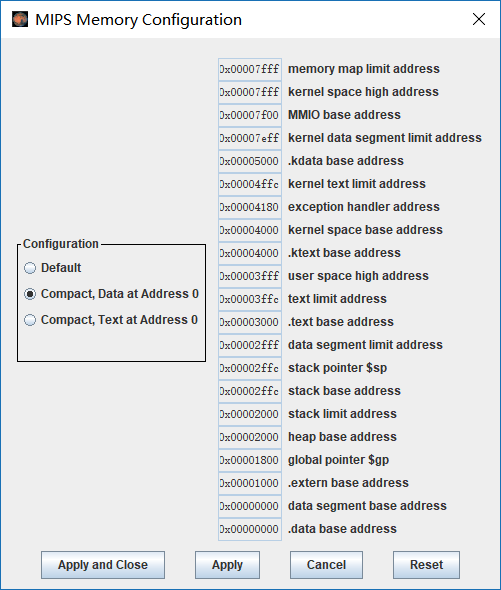 MIPS Memory Configuration
0x00007fff memory map limit address
0x00007fff kernel space high address
0x00007f00 MMIO base address
0x00007eff kernel data segment limit address
0x00005000 .kdata base address
0x00004ffc kernel text limit address
0x00004180 exception handler address
0x00004000 kernel space base address
0x00004000 .ktext base address
0x00003fff user space high address
0x00003ffc text limit address
0x00003000 .text base address
0x00002fff data segment limit address
0x00002ffc stack pointer $sp
0x00002ffc stack base address
0x00002000 stack limit address
0x00002000 heap base address
0x00001800 global pointer $gp
0x00001000 .extern base address
0x00000000 data segment base address
0x00000000 .data base address
Configuration
Default
Compact, Data at Address 0
Compact, Text at Address 0
Apply and Close Apply Cancel Reset